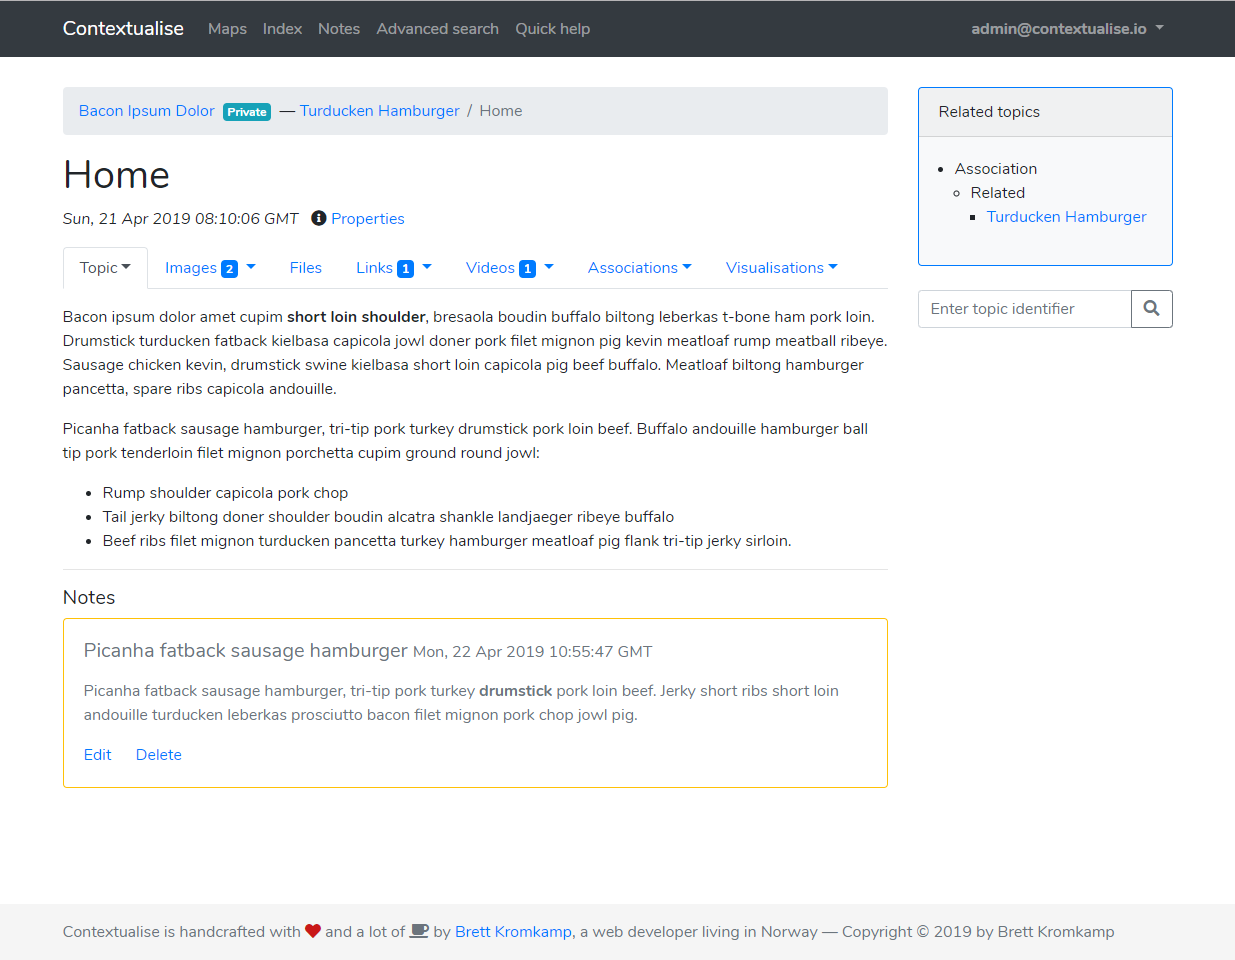 Contextualise Maps Index Notes Advanced search Quick help admin@contextualise.io
Bacon Ipsum Dolor Private — Turducken Hamburger / Home
Home
Sun, 21 Apr 2019 08:10:06 GMT Properties
Topic Images 2 Files Links 1 Videos 1 Associations Visualisations
Bacon ipsum dolor amet cupim short loin shoulder, bresaola boudin buffalo biltong leberkas t-bone ham pork loin.
Drumstick turducken fatback kielbasa capicola jowl doner pork filet mignon pig kevin meatloaf rump meatball ribeye.
Sausage chicken kevin, drumstick swine kielbasa short loin capicola pig beef buffalo. Meatloaf biltong hamburger
pancetta, spare ribs capicola andouille.
Picanha fatback sausage hamburger, tri-tip pork turkey drumstick pork loin beef. Buffalo andouille hamburger ball
tip pork tenderloin filet mignon porchetta cupim ground round jowl:
Rump shoulder capicola pork chop
Tail jerky biltong doner shoulder boudin alcatra shankle landjaeger ribeye buffalo
Beef ribs filet mignon turducken pancetta turkey hamburger meatloaf pig flank tri-tip jerky sirloin.
Notes
Picanha fatback sausage hamburger Mon, 22 Apr 2019 10:55:47 GMT
Picanha fatback sausage hamburger, tri-tip pork turkey drumstick pork loin beef. Jerky short ribs short loin
andouille turducken leberkas prosciutto bacon filet mignon pork chop jowl pig.
Edit Delete
Related topics
Association
Related
Turducken Hamburger
Enter topic identifier
Contextualise is handcrafted with and a lot of by Brett Kromkamp, a web developer living in Norway — Copyright © 2019 by Brett Kromkamp